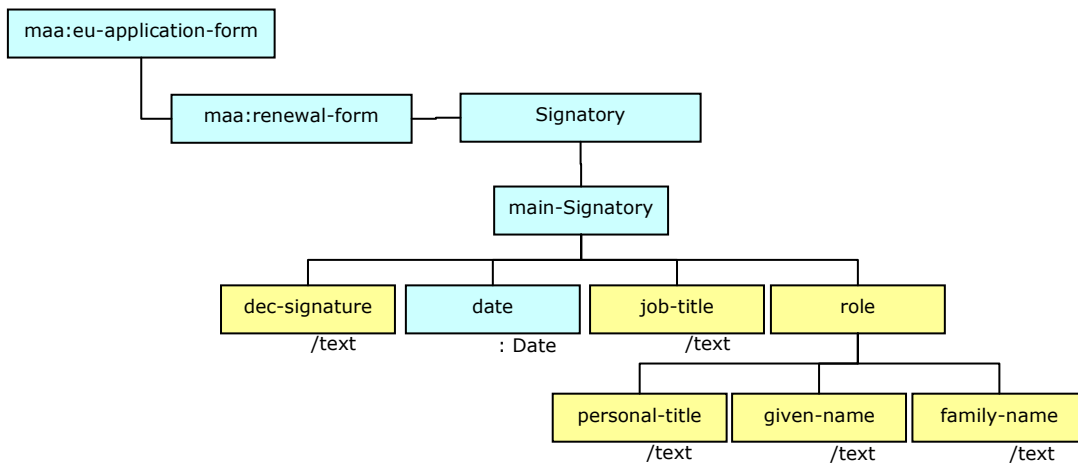 maa:eu-application-form
maa:renewal-form
Signatory
main-Signatory
dec-signature
date
job-title
role
/text
: Date
/text
personal-title
given-name
family-name
/text
/text
/text